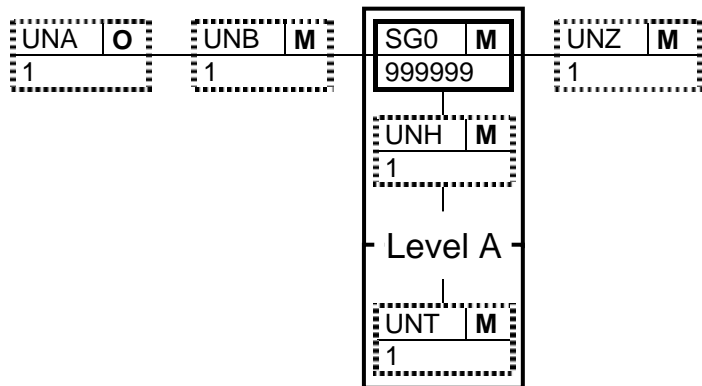 UNA O
1
UNB M
1
SG0 M
999999
UNZ M
1
UNH M
1
Level A
UNT M
1